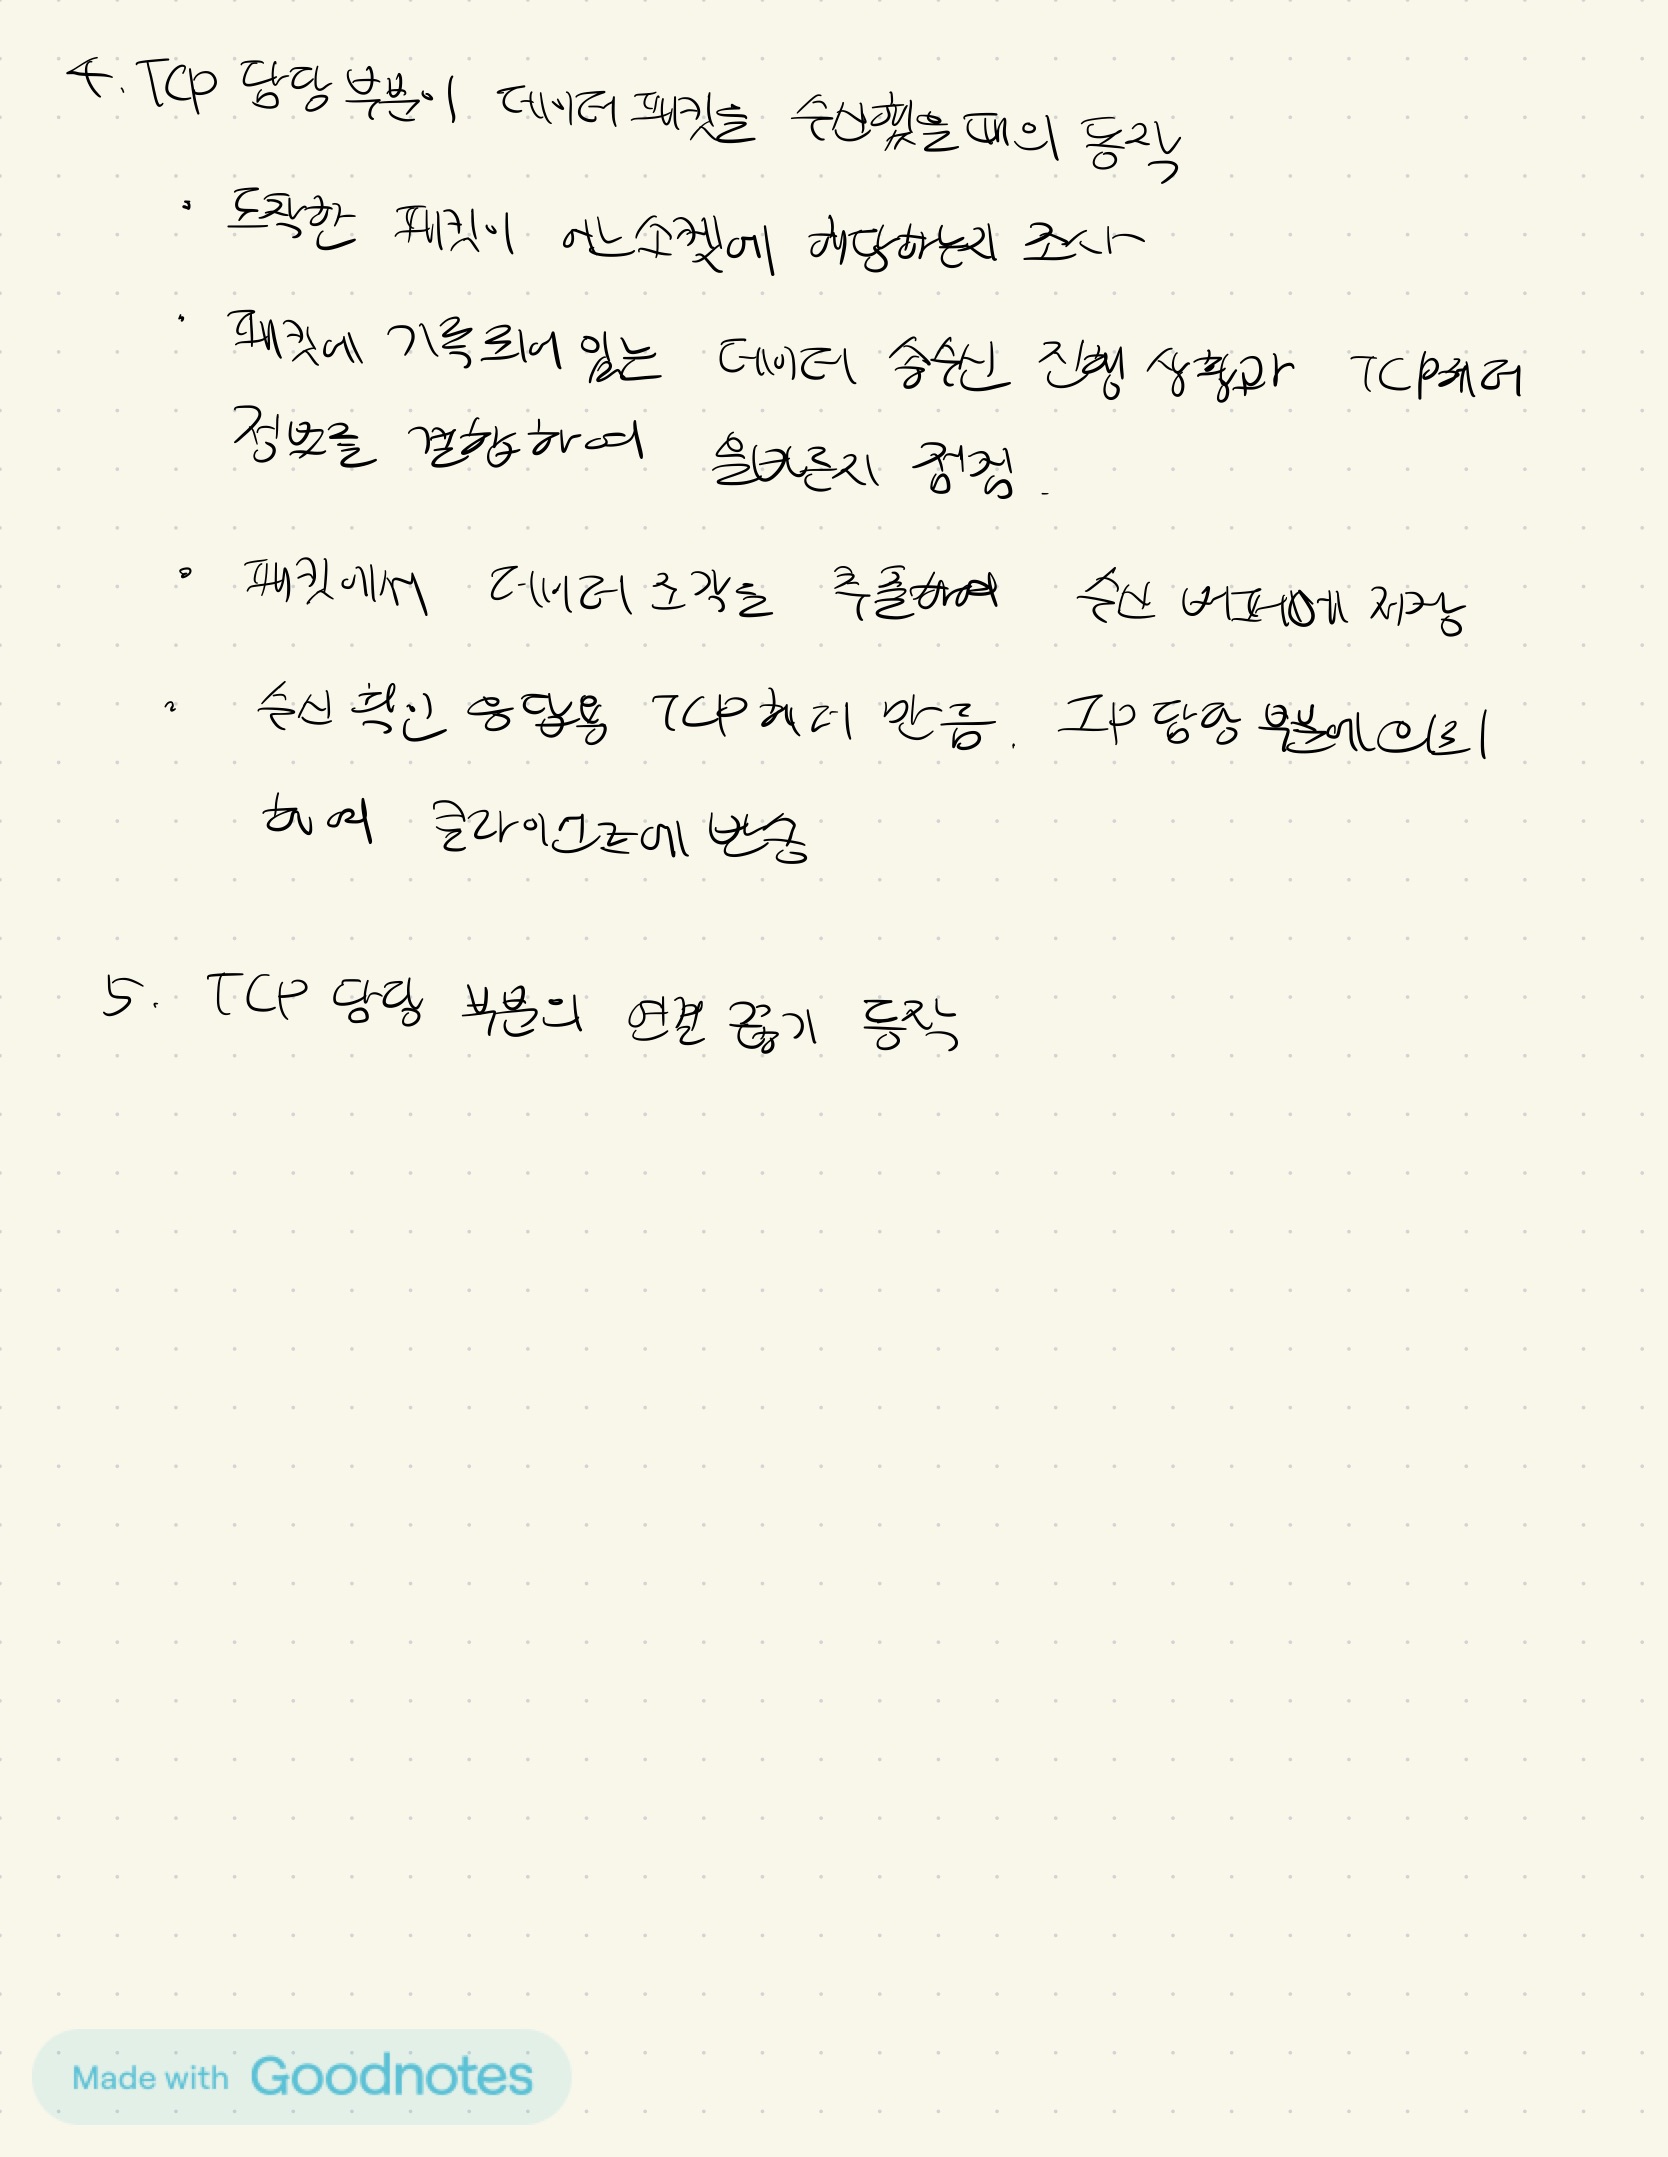 4. TCP 담당 부분이 데이터 패킷을 수신했을 때의 동작
· 도착한 패킷이 어느 소켓에 해당하는지 조사
· 패킷에 기록되어 있는 데이터 송수신 진행 상황과 TCP헤더
정보를 결합하여 올바른지 점검.
· 패킷에서 데이터 조각을 추출하여 수신 버퍼에 저장
· 수신 확인 응답용 TCP 헤더 만듬. IP 담당 부분에 의뢰
하여 클라이언트에 반송
5. TCP 담당 부분의 연결 끊기 동작
Made with Goodnotes